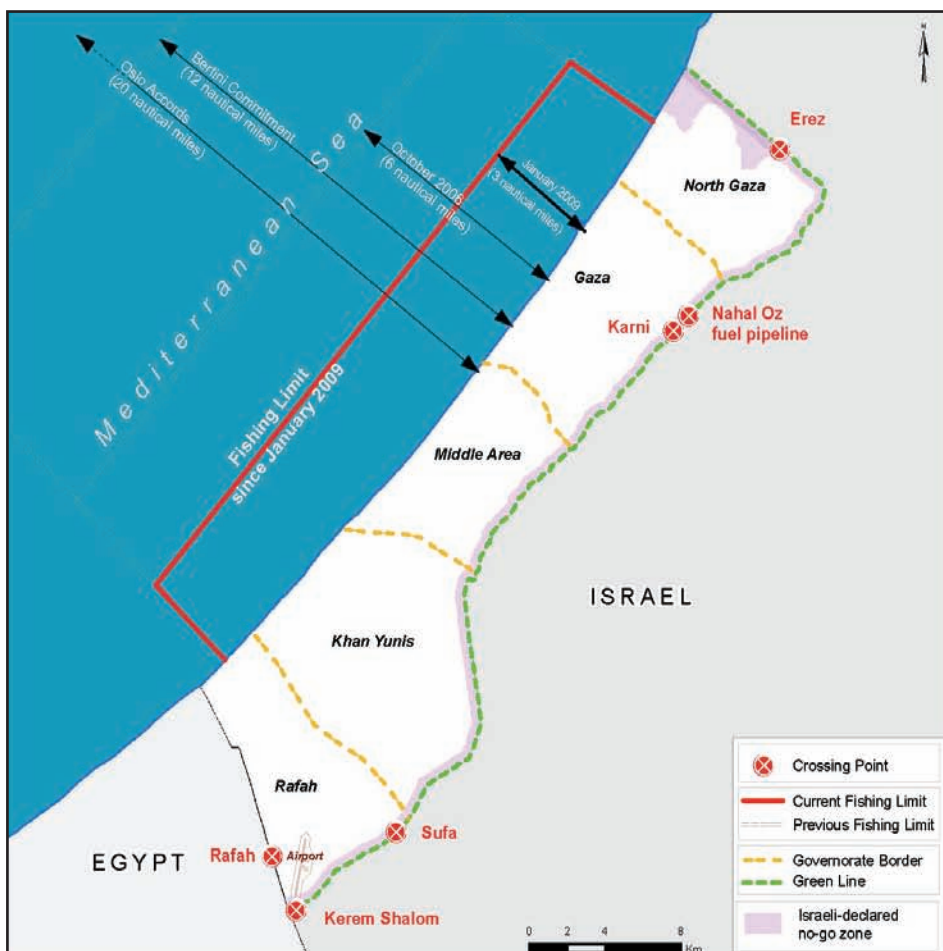 Oslo Accords
(20 nautical miles)
Bertini Commitment
(12 nautical miles)
October 2006
(6 nautical miles)
January 2009
(3 nautical miles)
Mediterranean Sea
Fishing Limit
since January 2009
N
Erez
North Gaza
Gaza
Karni
Nahal Oz
fuel pipeline
Middle Area
ISRAEL
Khan Yunis
Rafah
Sufa
EGYPT
Rafah
Airport
Kerem Shalom
Crossing Point
Current Fishing Limit
Previous Fishing Limit
Governorate Border
Green Line
Israeli-declared
no-go zone
0 2 4 8
Km